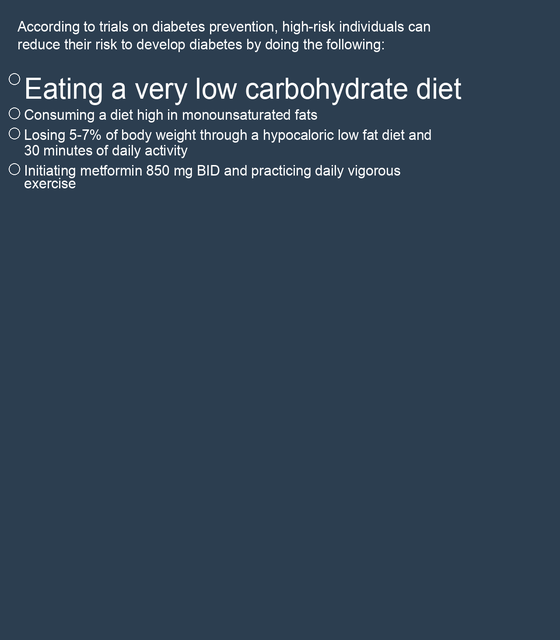 According to trials on diabetes prevention, high-risk individuals can
reduce their risk to develop diabetes by doing the following:
Eating a very low carbohydrate diet
Consuming a diet high in monounsaturated fats
Losing 5-7% of body weight through a hypocaloric low fat diet and
30 minutes of daily activity
Initiating metformin 850 mg BID and practicing daily vigorous
exercise